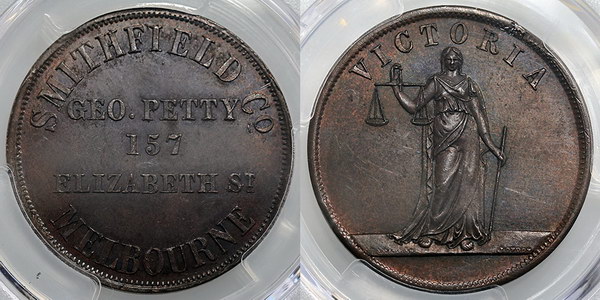 SMITHFIELD Co
GEO. PETTY
157
ELIZABETH ST
MELBOURNE
VICTORIA